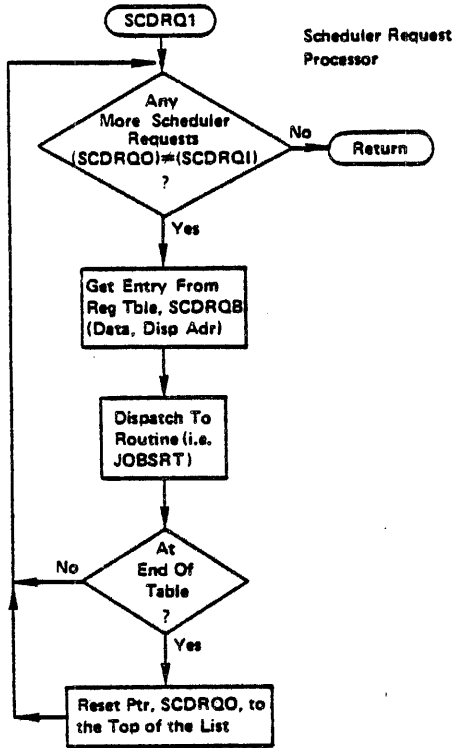 SCDRQ1
Scheduler Request
Processor
Any
More Scheduler
Requests
(SCDRQO)≠(SCDRQI)
?
No
Return
Yes
Get Entry From
Reg Tble, SCDRQB
(Data, Disp Adr)
Dispatch To
Routine (i.e.
JOBSRT)
At
End Of
Table
?
No
Yes
Reset Ptr, SCDRQO, to
the Top of the List